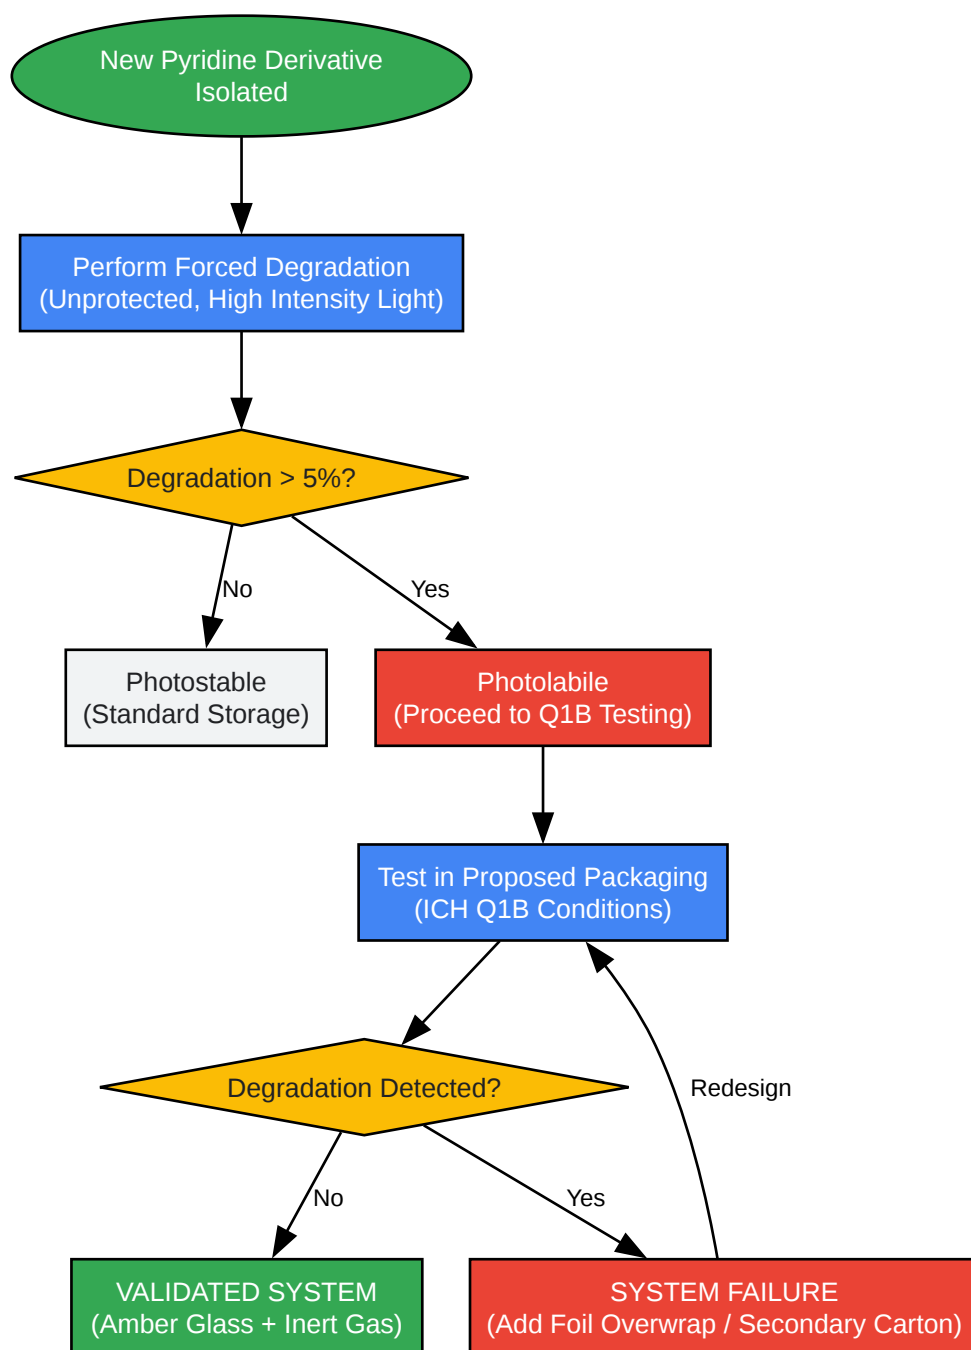 New Pyridine Derivative
Isolated
Perform Forced Degradation
(Unprotected, High Intensity Light)
Degradation > 5%?
No
Yes
Photostable
(Standard Storage)
Photolabile
(Proceed to Q1B Testing)
Test in Proposed Packaging
(ICH Q1B Conditions)
Degradation Detected?
Redesign
No
Yes
VALIDATED SYSTEM
(Amber Glass + Inert Gas)
SYSTEM FAILURE
(Add Foil Overwrap / Secondary Carton)